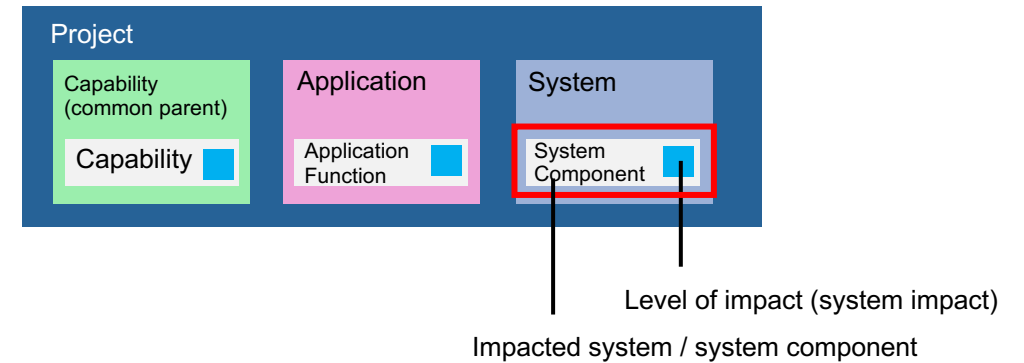 Project
Capability
(common parent)
Capability
Application
Application
Function
System
System
Component
Level of impact (system impact)
Impacted system / system component